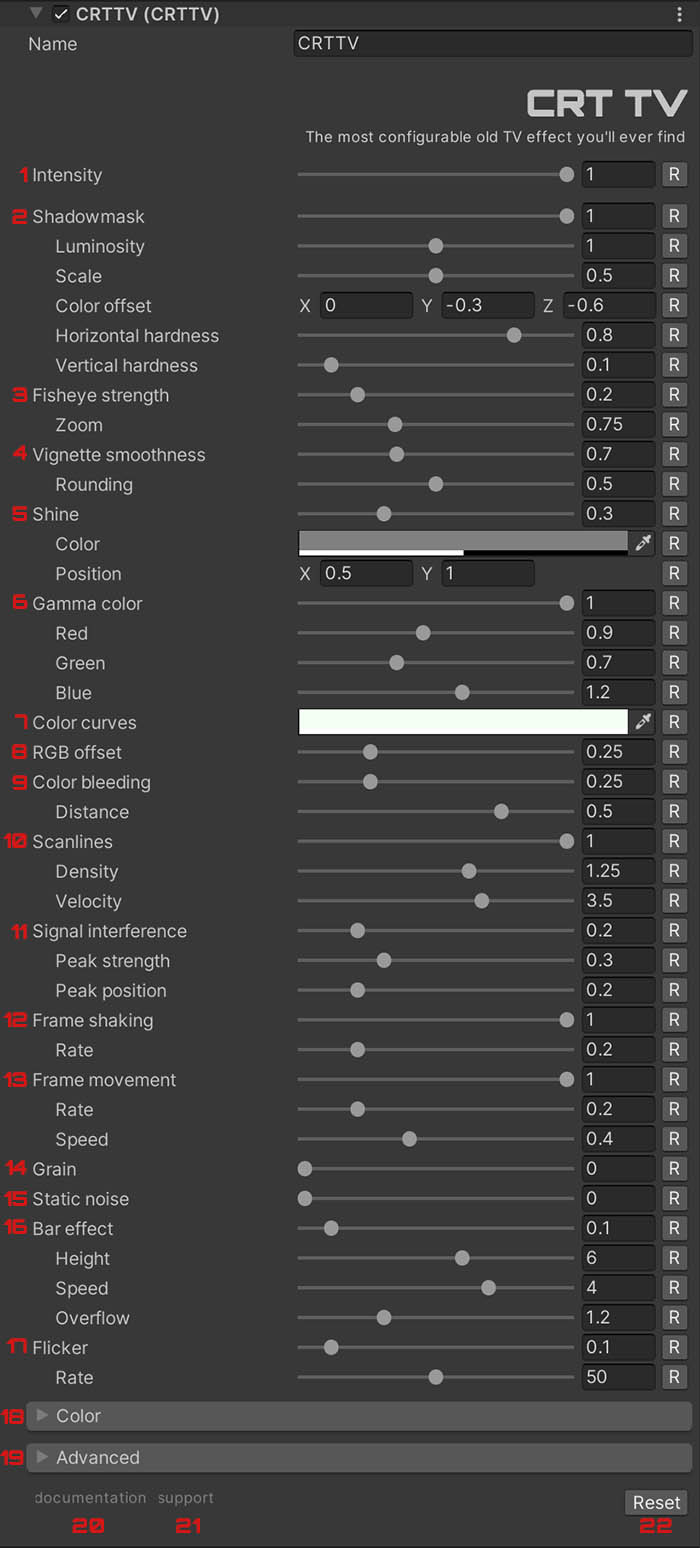 CRTTV (CRTTV)
Name CRTTV
CRT TV
The most configurable old TV effect you'll ever find
1 Intensity 1 R
2 Shadowmask 1 R
Luminosity 1 R
Scale 0.5 R
Color offset X 0 Y -0.3 Z -0.6 R
Horizontal hardness 0.8 R
Vertical hardness 0.1 R
3 Fisheye strength 0.2 R
Zoom 0.75 R
4 Vignette smoothness 0.7 R
Rounding 0.5 R
5 Shine 0.3 R
Color R
Position X 0.5 Y 1 R
6 Gamma color 1 R
Red 0.9 R
Green 0.7 R
Blue 1.2 R
7 Color curves R
8 RGB offset 0.25 R
9 Color bleeding 0.25 R
Distance 0.5 R
10 Scanlines 1 R
Density 1.25 R
Velocity 3.5 R
11 Signal interference 0.2 R
Peak strength 0.3 R
Peak position 0.2 R
12 Frame shaking 1 R
Rate 0.2 R
13 Frame movement 1 R
Rate 0.2 R
Speed 0.4 R
14 Grain 0 R
15 Static noise 0 R
16 Bar effect 0.1 R
Height 6 R
Speed 4 R
Overflow 1.2 R
17 Flicker 0.1 R
Rate 50 R
18 Color
19 Advanced
documentation support Reset
20 21 22